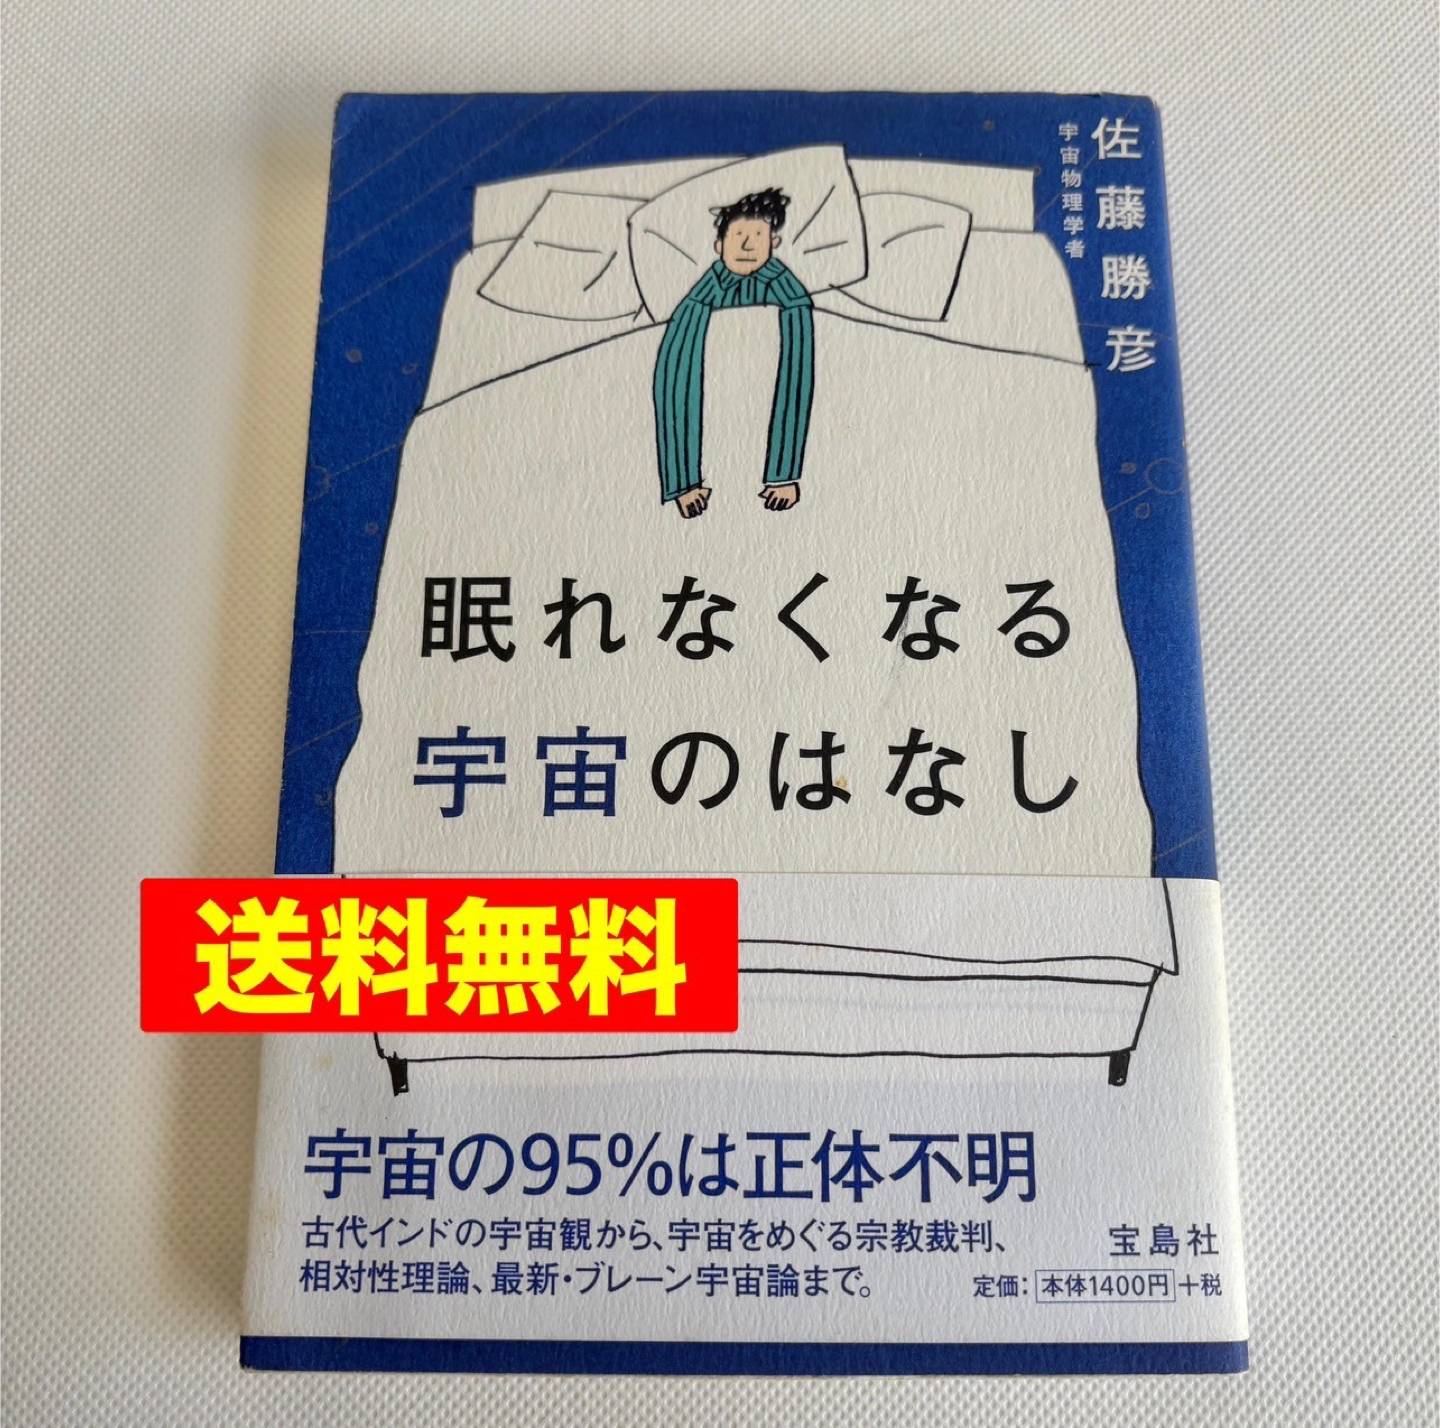 佐藤勝彦
宇宙物理学者
眠れなくなる
宇宙のはなし
送料無料
宇宙の95%は正体不明
古代インドの宇宙観から、宇宙をめぐる宗教裁判、
相対性理論、最新・ブレーン宇宙論まで。
宝島社
定価：本体1400円+税